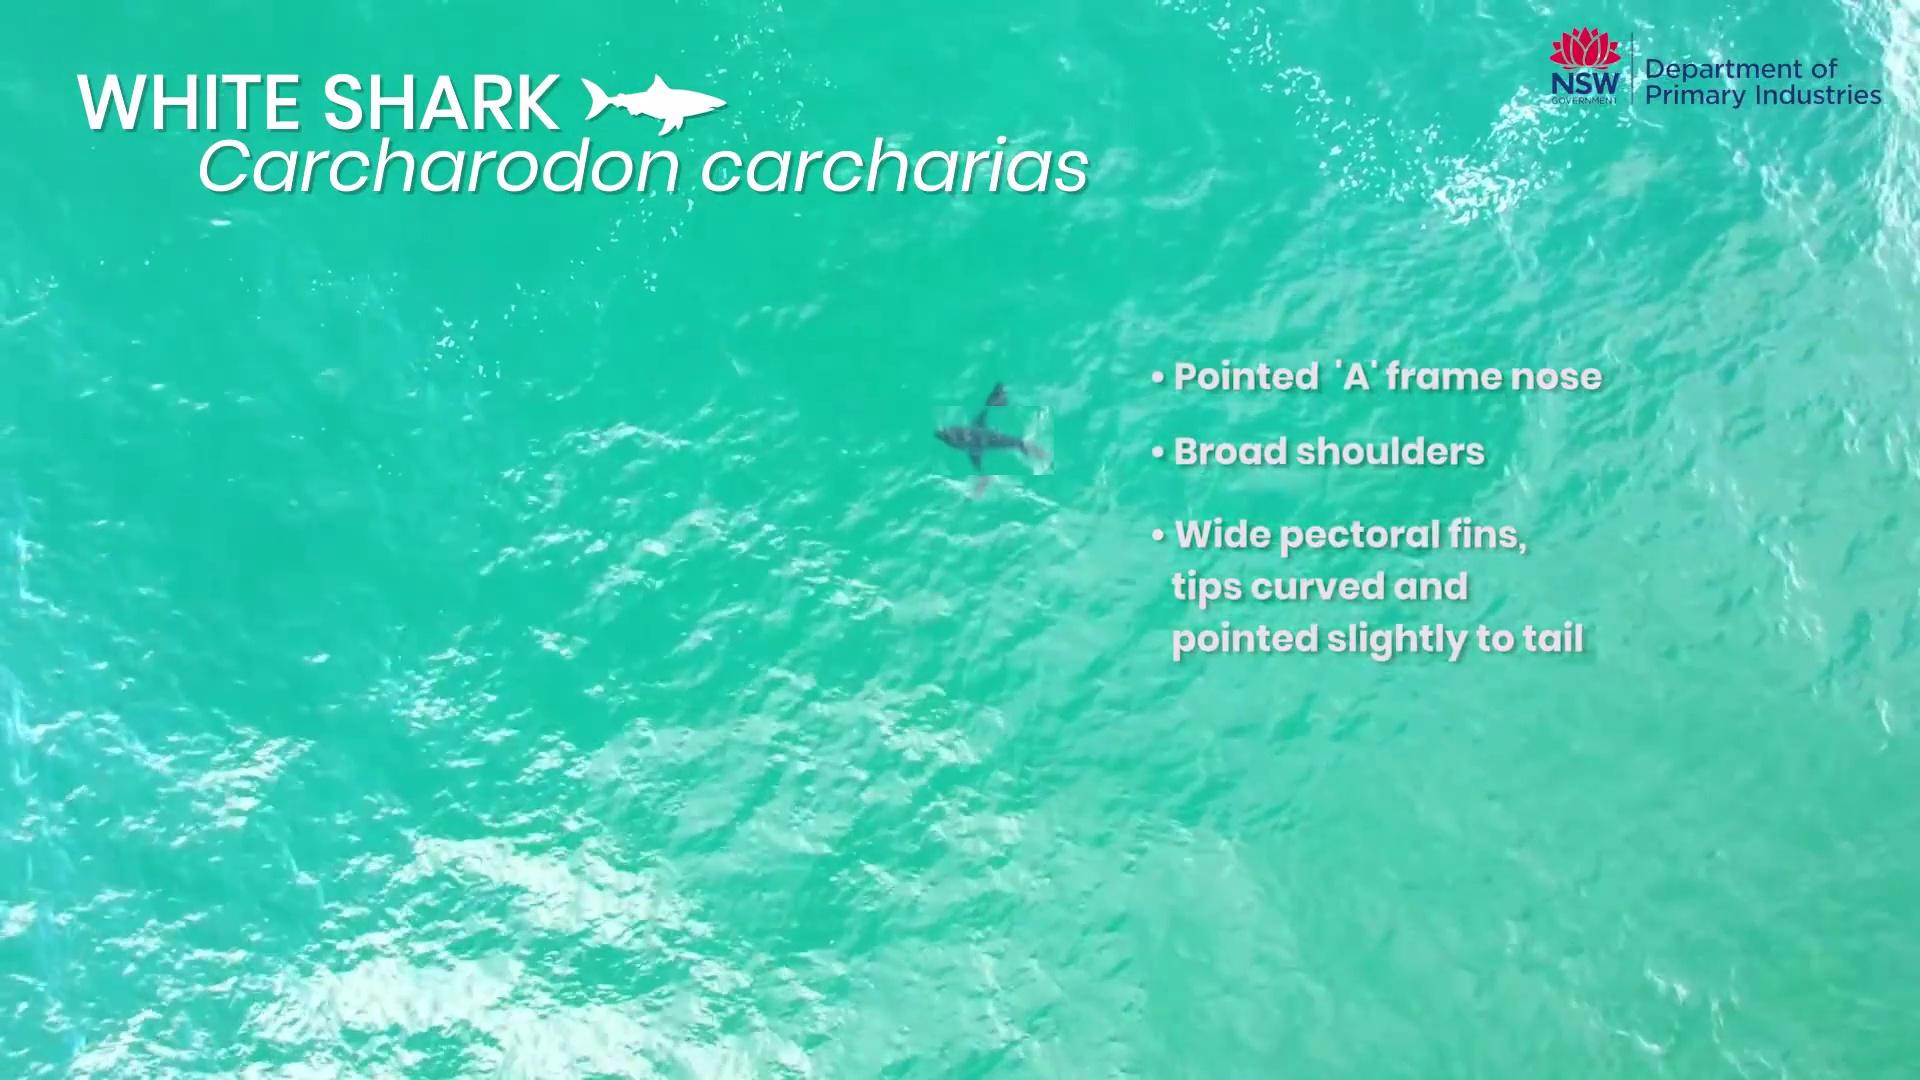 WHITE SHARK
Carcharodon carcharias
NSW
GOVERNMENT
Department of
Primary Industries
• Pointed 'A' frame nose
• Broad shoulders
• Wide pectoral fins,
tips curved and
pointed slightly to tail